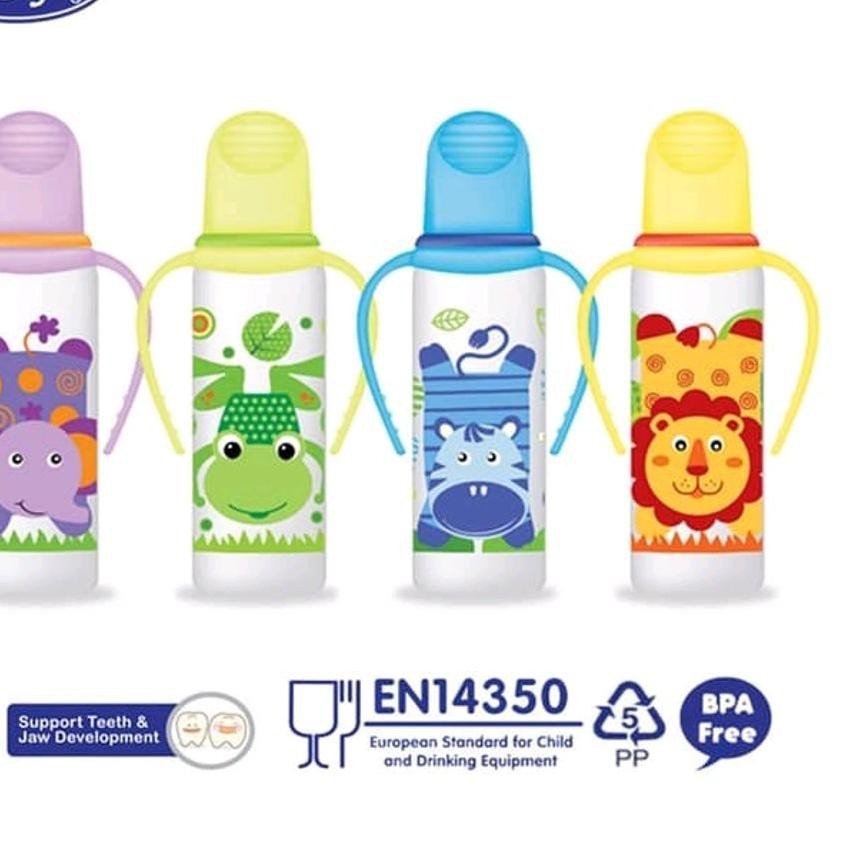 Support Teeth &
Jaw Development
EN14350
European Standard for Child
and Drinking Equipment
5
PP
BPA
Free